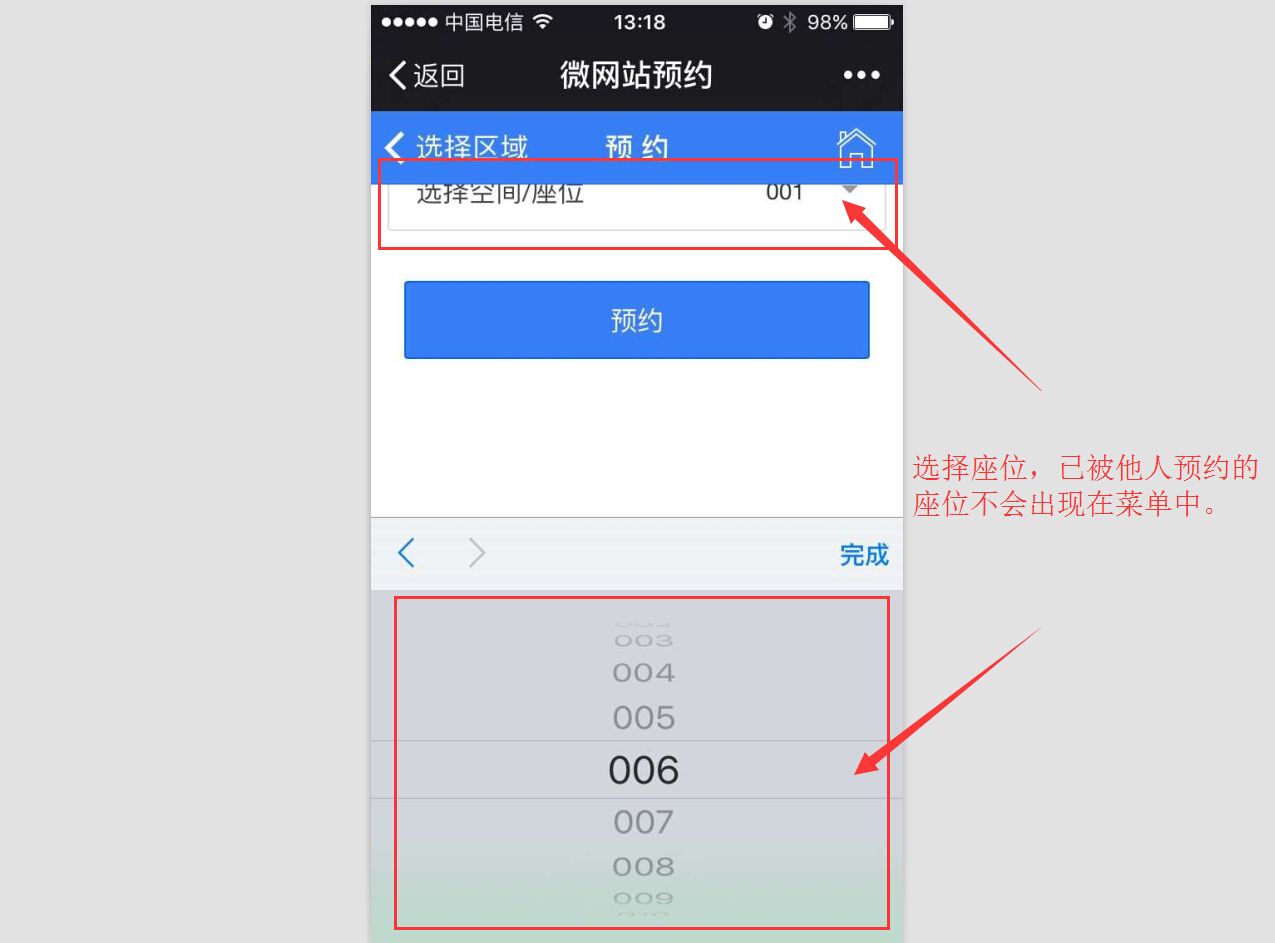 中国电信 13:18 98%
返回 微网站预约
选择区域 预 约
选择空间/座位 001
预约
选择座位，已被他人预约的
座位不会出现在菜单中。
完成
003
004
005
006
007
008
009